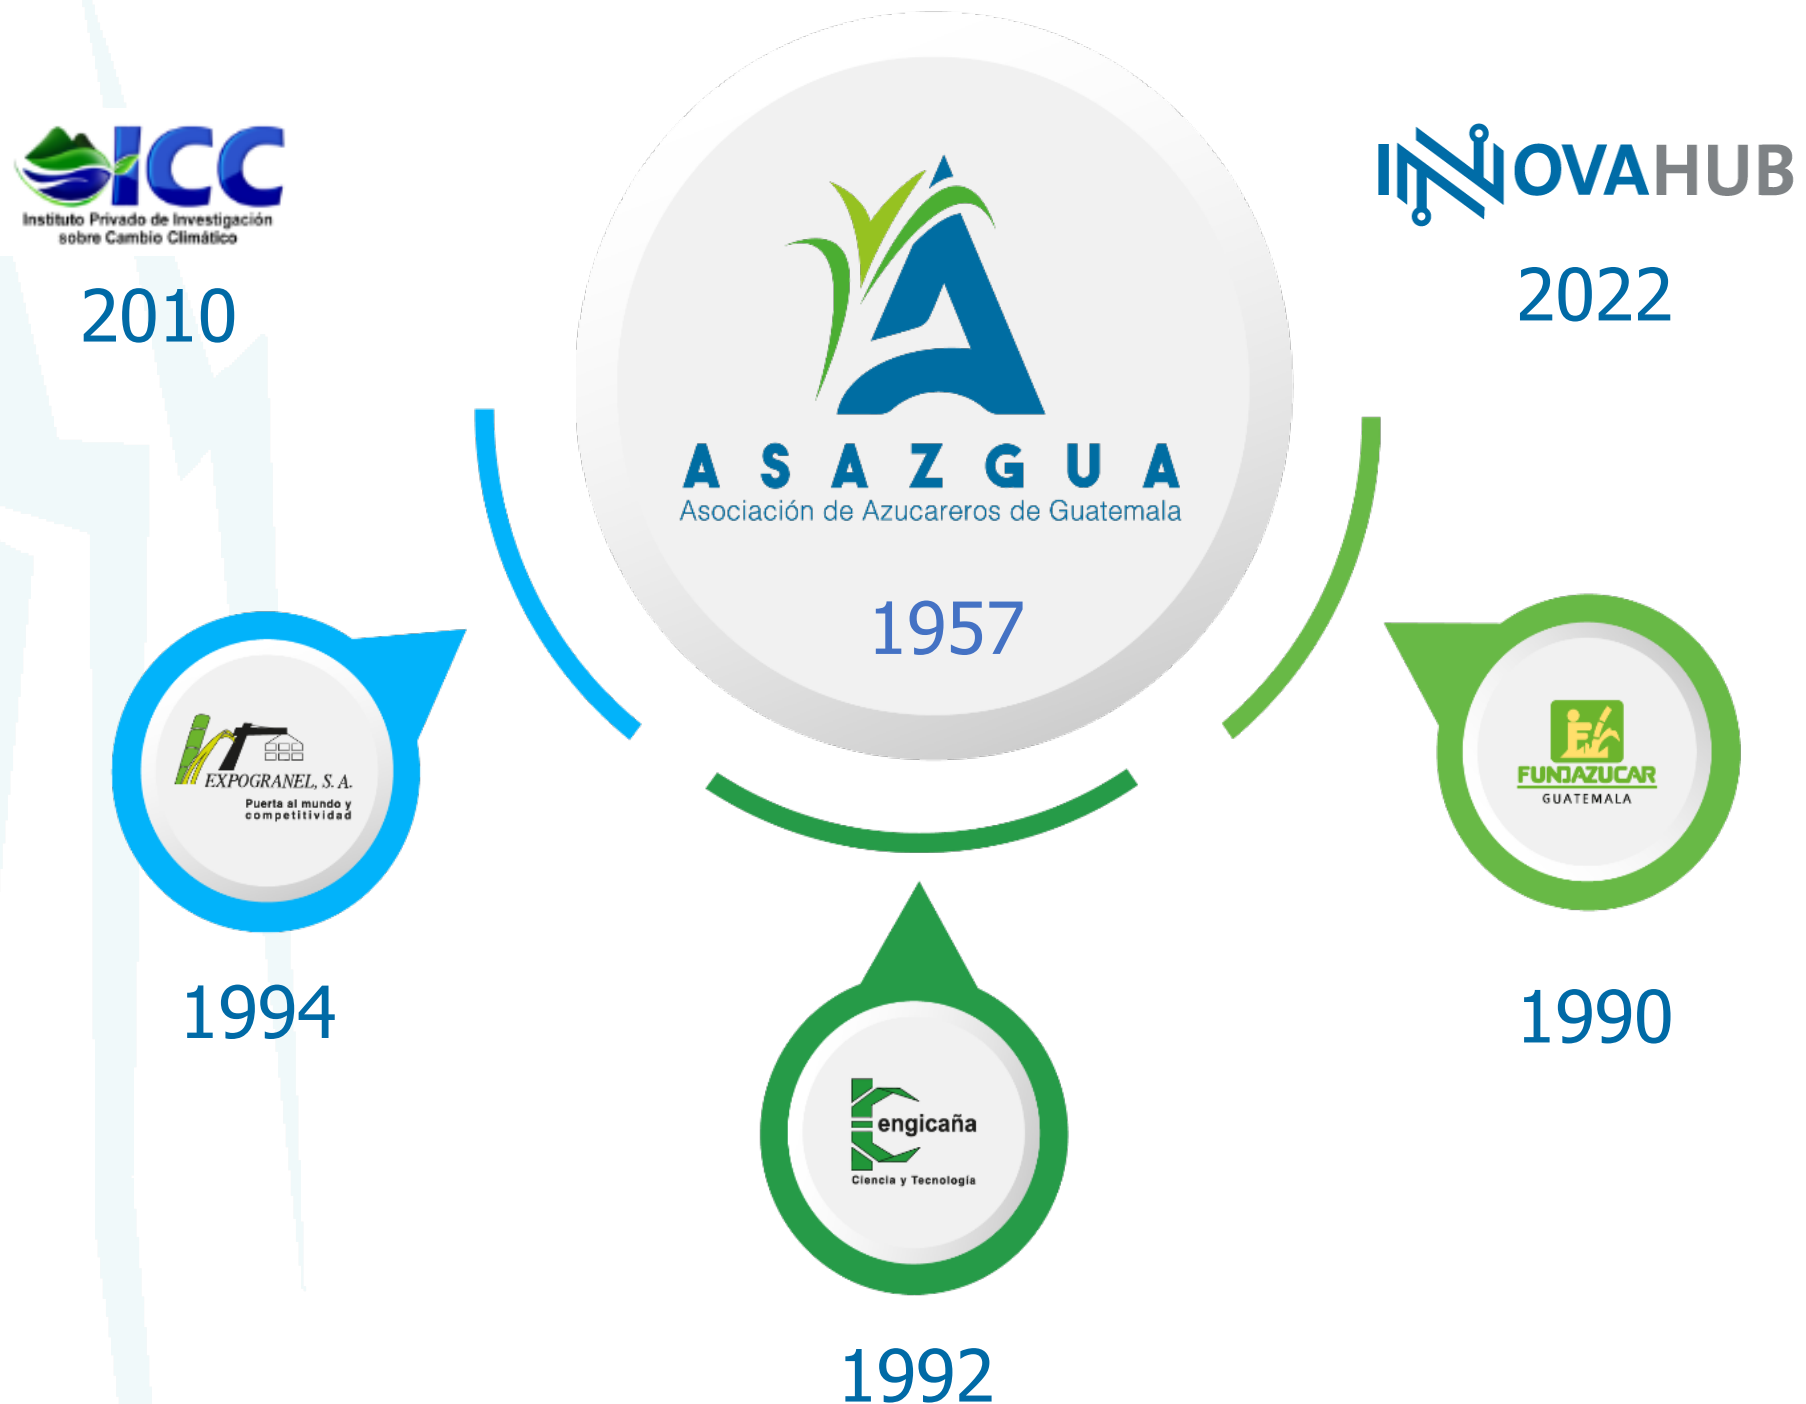 ICC
Instituto Privado de Investigación
sobre Cambio Climático
2010
ASAZGUA
Asociación de Azucareros de Guatemala
1957
INNOVAHUB
2022
EXPOGRANEL, S. A.
Puerta al mundo y
competitividad
1994
engicaña
Ciencia y Tecnología
1992
FUNDAZUCAR
GUATEMALA
1990